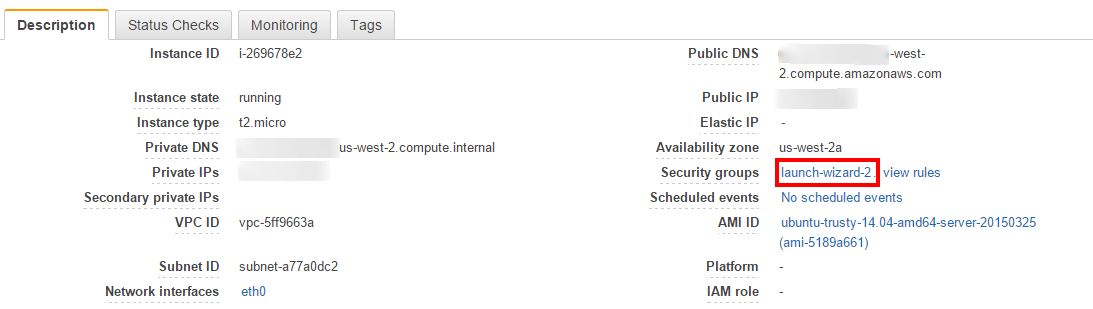 Description Status Checks Monitoring Tags
Instance ID i-269678e2 Public DNS -west-
2.compute.amazonaws.com
Instance state running Public IP
Instance type t2.micro Elastic IP -
Private DNS us-west-2.compute.internal Availability zone us-west-2a
Private IPs Security groups launch-wizard-2. view rules
Secondary private IPs Scheduled events No scheduled events
VPC ID vpc-5ff9663a AMI ID ubuntu-trusty-14.04-amd64-server-20150325
(ami-5189a661)
Subnet ID subnet-a77a0dc2 Platform -
Network interfaces eth0 IAM role -